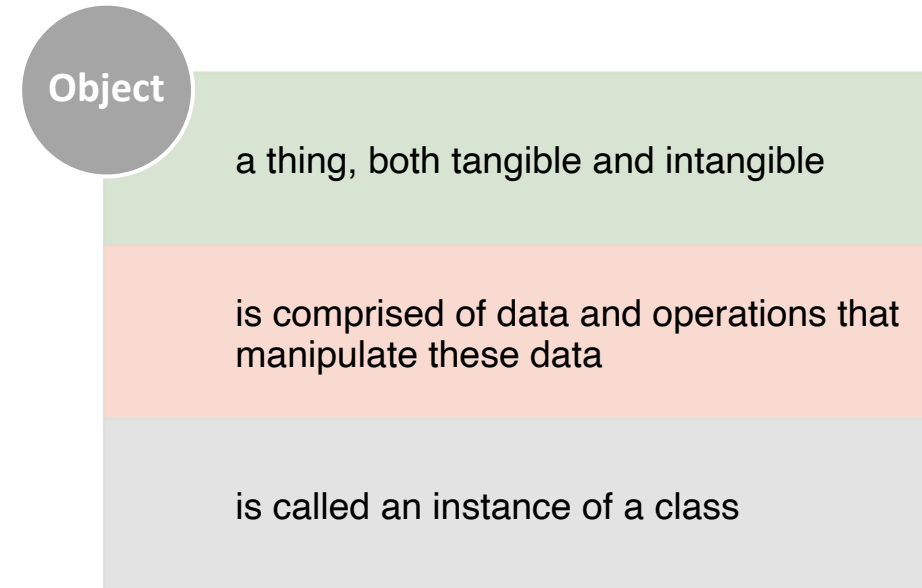 Object
a thing, both tangible and intangible
is comprised of data and operations that
manipulate these data
is called an instance of a class